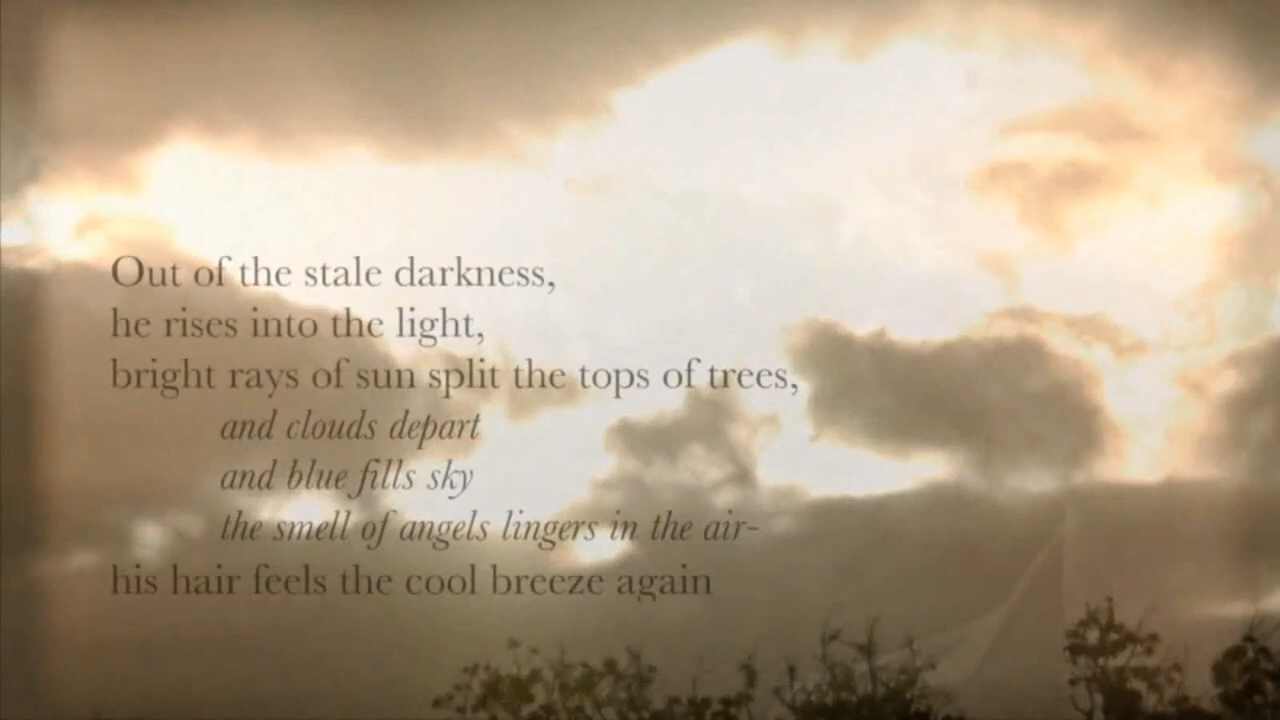 Out of the stale darkness,
he rises into the light,
bright rays of sun split the tops of trees,
and clouds depart
and blue fills sky
the smell of angels lingers in the air-
his hair feels the cool breeze again